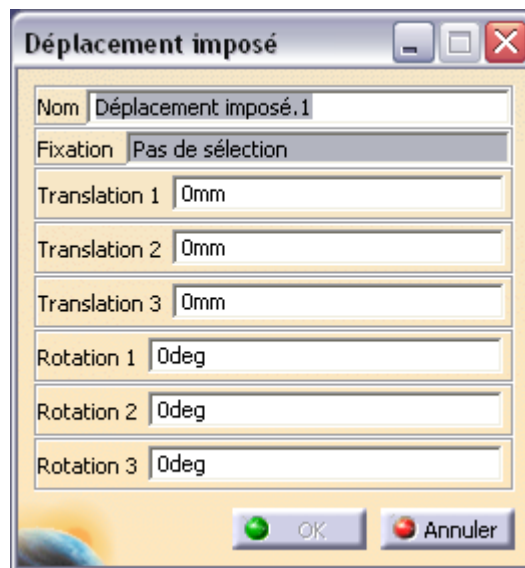 Déplacement imposé
Nom Déplacement imposé.1
Fixation Pas de sélection
Translation 1 0mm
Translation 2 0mm
Translation 3 0mm
Rotation 1 0deg
Rotation 2 0deg
Rotation 3 0deg
OK Annuler